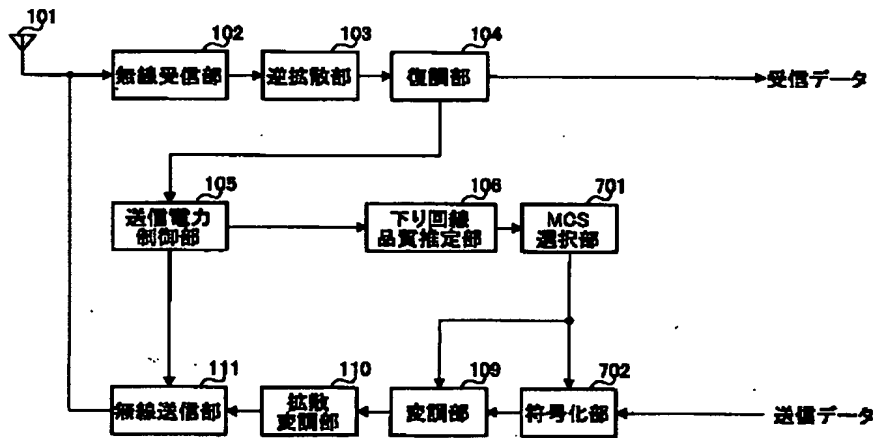 101
102
103
104
無線受信部
逆拡散部
復調部
受信データ
105
106
701
送信電力
制御部
下り回線
品質推定部
MCS
選択部
111
110
109
702
無線送信部
拡散
変調部
変調部
符号化部
送信データ